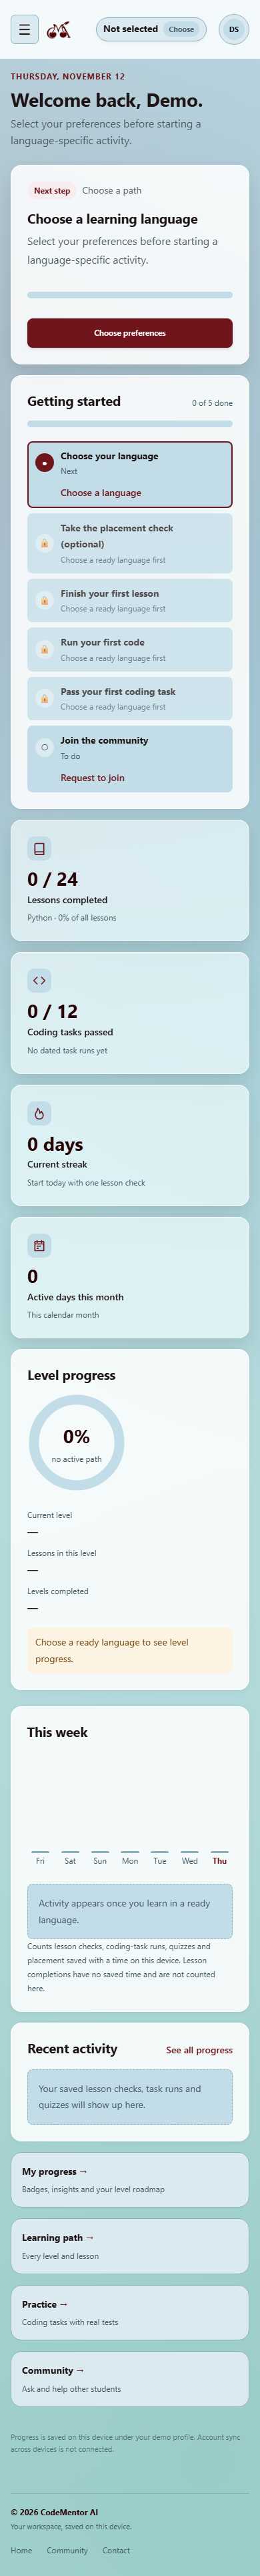 Not selected Choose DS
THURSDAY, NOVEMBER 12
Welcome back, Demo.
Select your preferences before starting a
language-specific activity.
Next step Choose a path
Choose a learning language
Select your preferences before starting a
language-specific activity.
Choose preferences
Getting started 0 of 5 done
Choose your language
Next
Choose a language
Take the placement check
(optional)
Choose a ready language first
Finish your first lesson
Choose a ready language first
Run your first code
Choose a ready language first
Pass your first coding task
Choose a ready language first
Join the community
To do
Request to join
0 / 24
Lessons completed
Python · 0% of all lessons
0 / 12
Coding tasks passed
No dated task runs yet
0 days
Current streak
Start today with one lesson check
0
Active days this month
This calendar month
Level progress
0%
no active path
Current level
—
Lessons in this level
—
Levels completed
—
Choose a ready language to see level
progress.
This week
Fri Sat Sun Mon Tue Wed Thu
Activity appears once you learn in a ready
language.
Counts lesson checks, coding-task runs, quizzes and
placement saved with a time on this device. Lesson
completions have no saved time and are not counted
here.
Recent activity See all progress
Your saved lesson checks, task runs and
quizzes will show up here.
My progress →
Badges, insights and your level roadmap
Learning path →
Every level and lesson
Practice →
Coding tasks with real tests
Community →
Ask and help other students
Progress is saved on this device under your demo profile. Account sync
across devices is not connected.
© 2026 CodeMentor AI
Your workspace, saved on this device.
Home Community Contact